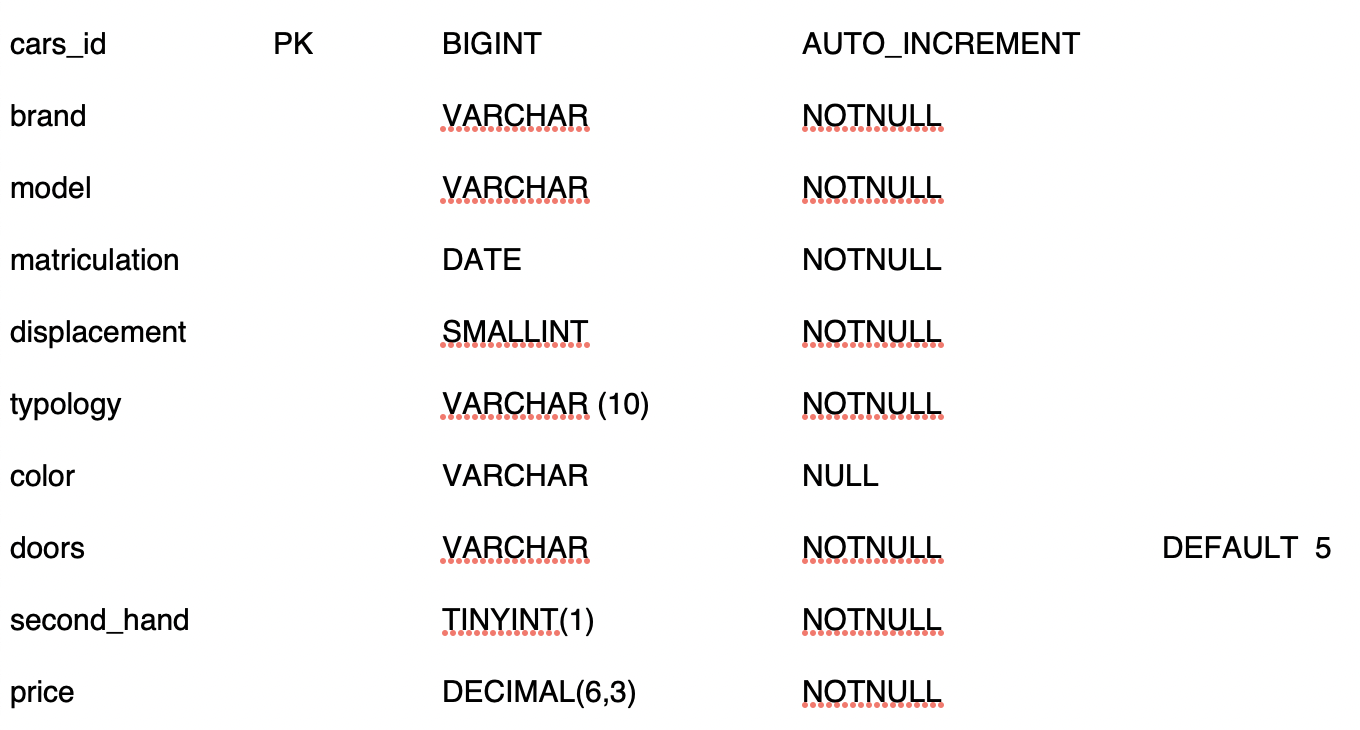 cars_id PK BIGINT AUTO_INCREMENT
brand VARCHAR NOTNULL
model VARCHAR NOTNULL
matriculation DATE NOTNULL
displacement SMALLINT NOTNULL
typology VARCHAR (10) NOTNULL
color VARCHAR NULL
doors VARCHAR NOTNULL DEFAULT 5
second_hand TINYINT(1) NOTNULL
price DECIMAL(6,3) NOTNULL